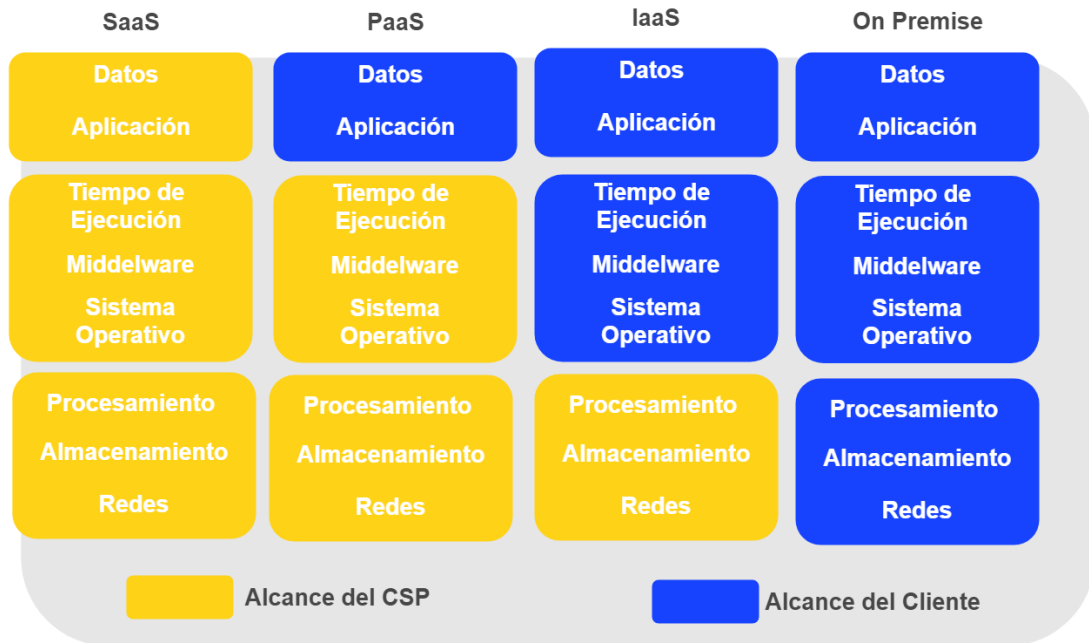 SaaS
PaaS
IaaS
On Premise
Datos
Aplicación
Tiempo de
Ejecución
Middelware
Sistema
Operativo
Procesamiento
Almacenamiento
Redes
Datos
Aplicación
Tiempo de
Ejecución
Middelware
Sistema
Operativo
Procesamiento
Almacenamiento
Redes
Datos
Aplicación
Tiempo de
Ejecución
Middleware
Sistema
Operativo
Procesamiento
Almacenamiento
Redes
Datos
Aplicación
Tiempo de
Ejecución
Middleware
Sistema
Operativo
Procesamiento
Almacenamiento
Redes
Alcance del CSP
Alcance del Cliente